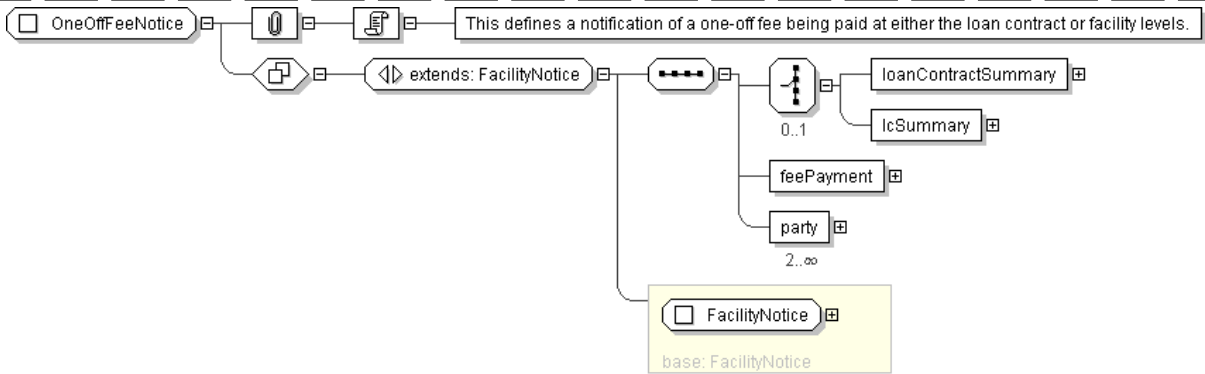 OneOffFeeNotice
This defines a notification of a one-off fee being paid at either the loan contract or facility levels.
extends: FacilityNotice
loanContractSummary
0..1
lcSummary
feePayment
party
2..∞
FacilityNotice
base: FacilityNotice